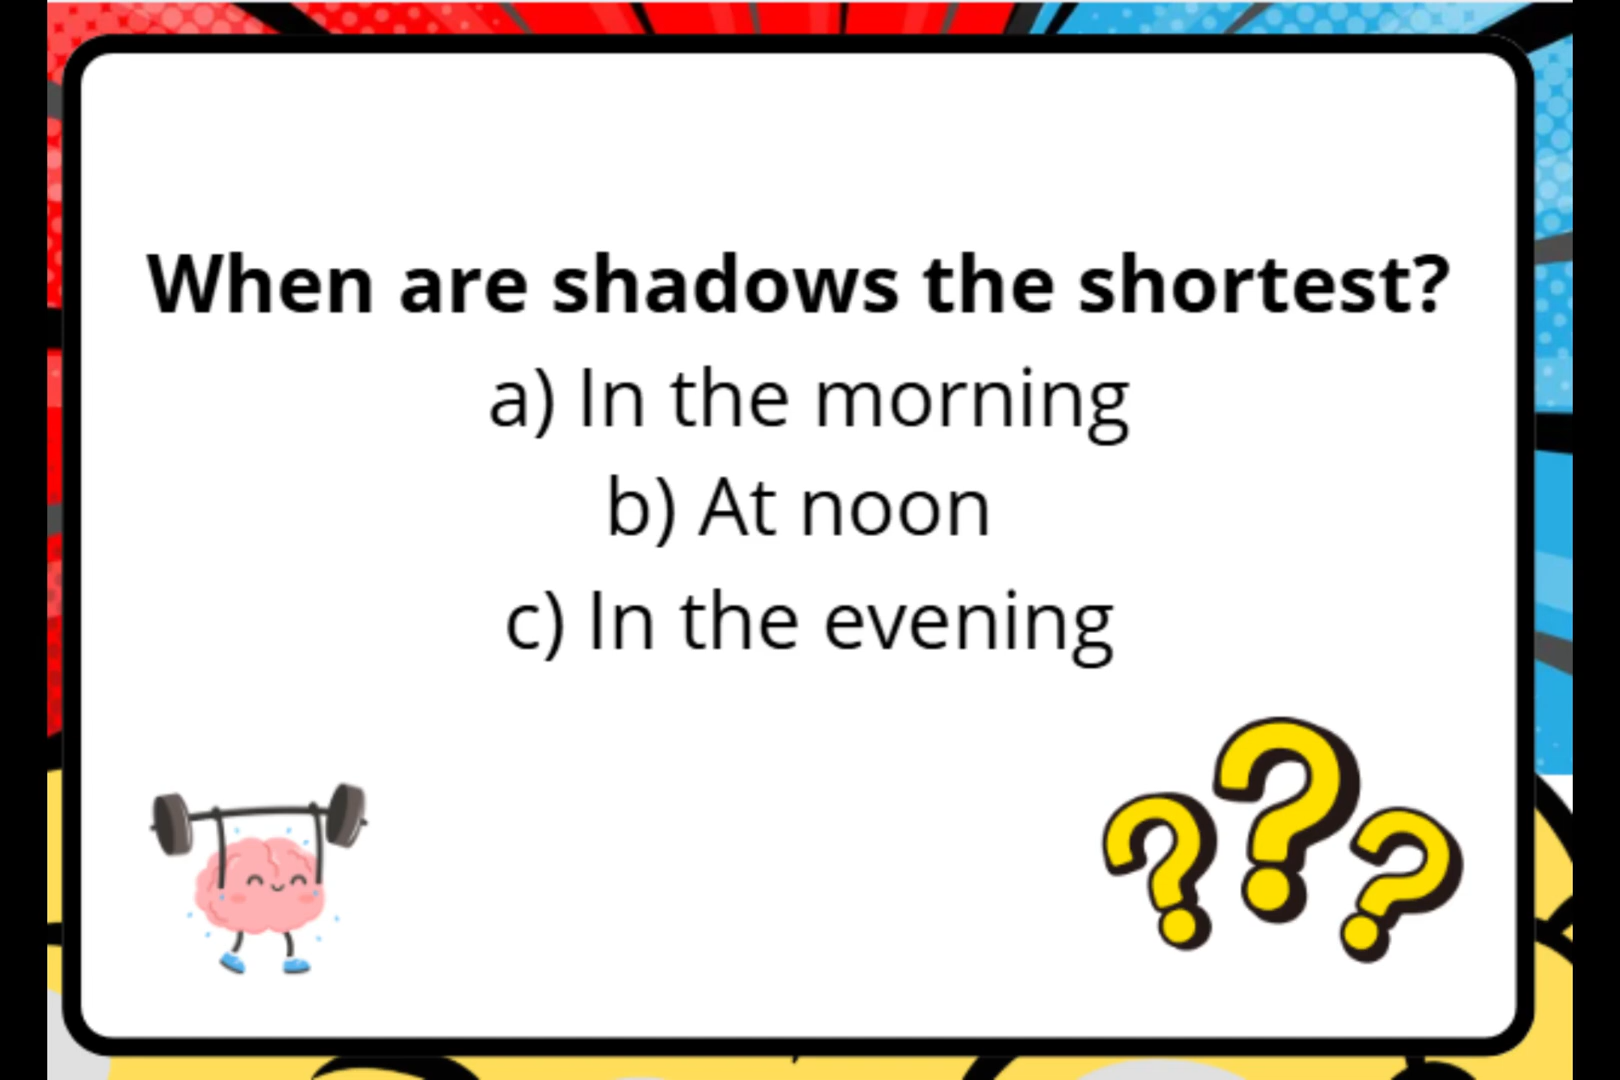 When are shadows the shortest?
a) In the morning
b) At noon
c) In the evening